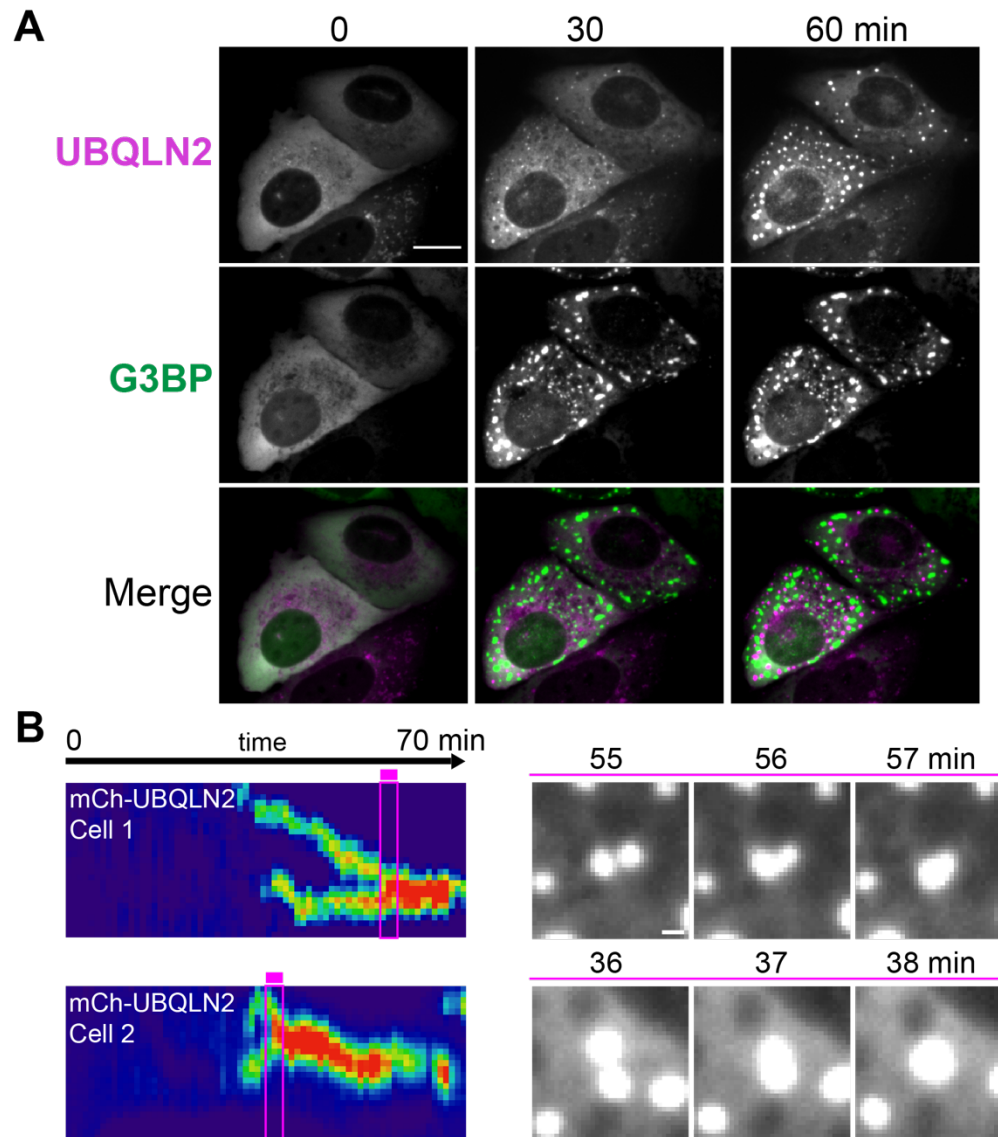 A
0 30 60 min
UBQLN2
G3BP
Merge
B
0 time 70 min
mCh-UBQLN2
Cell 1
55 56 57 min
mCh-UBQLN2
Cell 2
36 37 38 min